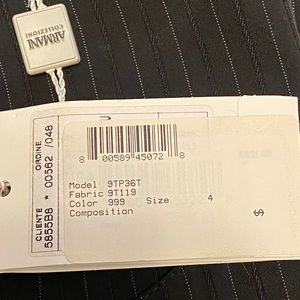 ARMANI
COLLEZIONI
CLIENTE ORDINE
5855B8 * 00562 /048
8 00589 45072 8
Model 9TP36T
Fabric 9T119
Color 999 Size 4
Composition